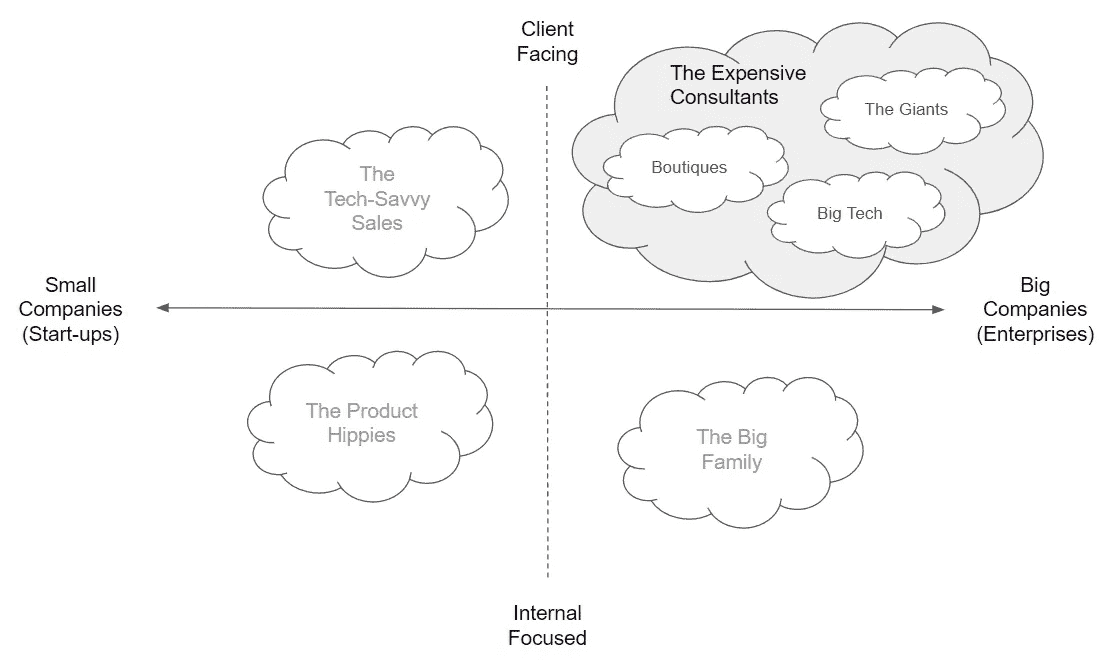 Client
Facing
The Expensive
Consultants
The Giants
Boutiques
Big Tech
The
Tech-Savvy
Sales
Small
Companies
(Start-ups)
Big
Companies
(Enterprises)
The Product
Hippies
The Big
Family
Internal
Focused